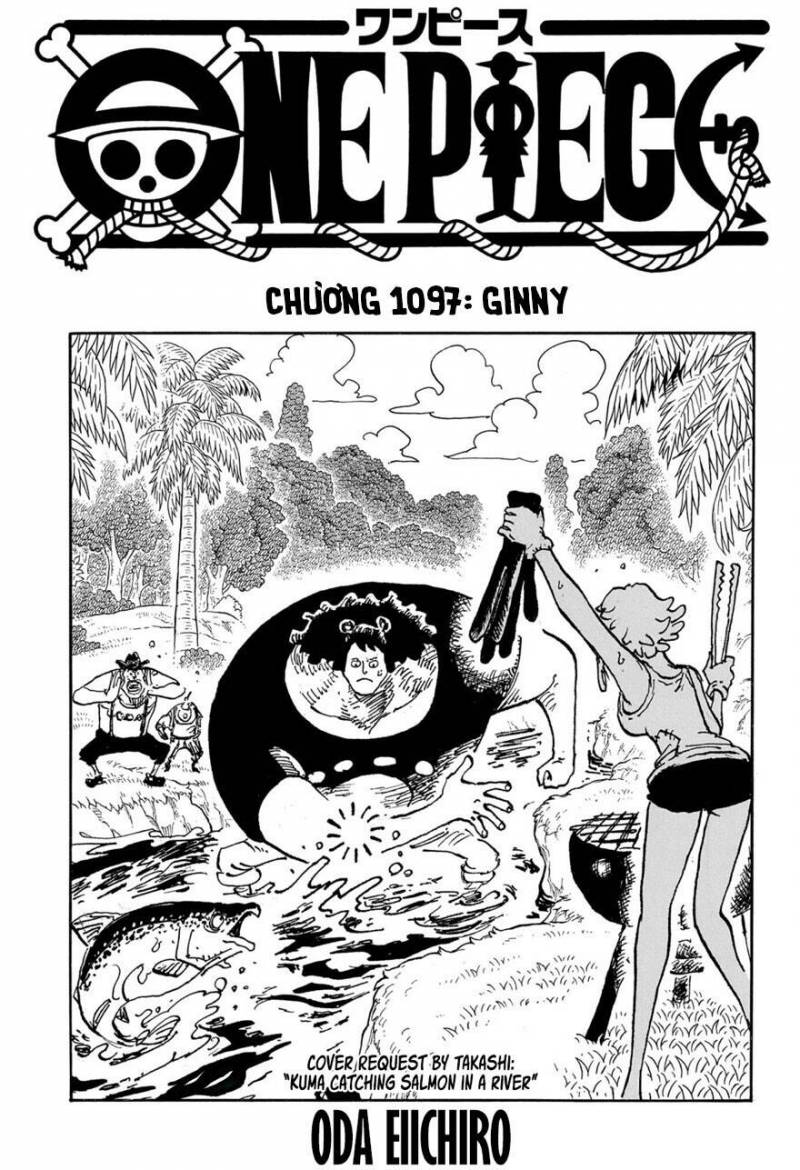 ワンピース
ONE PIECE
CHƯƠNG 1097: GINNY
COVER REQUEST BY TAKASHI:
"KUMA CATCHING SALMON IN A RIVER"
ODA EIICHIRO